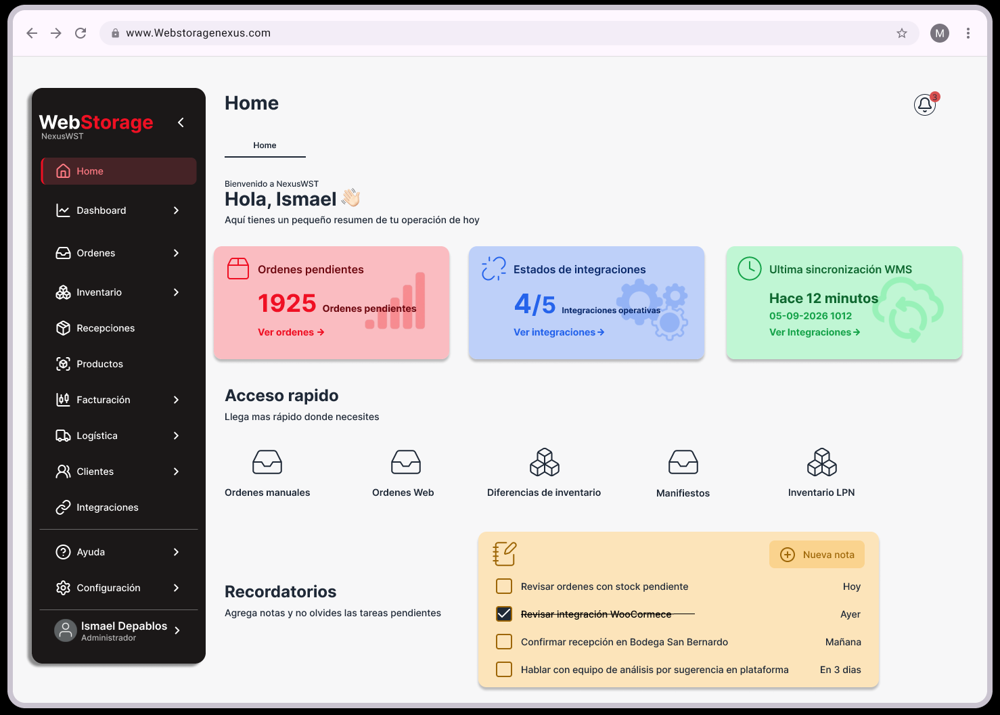 www.Webstoragenexus.com
M
WebStorage
NexusWST
Home
Dashboard
Ordenes
Inventario
Recepciones
Productos
Facturación
Logística
Clientes
Integraciones
Ayuda
Configuración
Ismael Depablos
Administrador
Home
3
Home
Bienvenido a NexusWST
Hola, Ismael 👋🏻
Aquí tienes un pequeño resumen de tu operación de hoy
Ordenes pendientes
1925 Ordenes pendientes
Ver ordenes →
Estados de integraciones
4/5 Integraciones operativas
Ver integraciones →
Ultima sincronización WMS
Hace 12 minutos
05-09-2026 1012
Ver Integraciones →
Acceso rapido
Llega mas rápido donde necesites
Ordenes manuales
Ordenes Web
Diferencias de inventario
Manifiestos
Inventario LPN
Recordatorios
Agrega notas y no olvides las tareas pendientes
Nueva nota
Revisar ordenes con stock pendiente Hoy
Revisar integración WooCormece Ayer
Confirmar recepción en Bodega San Bernardo Mañana
Hablar con equipo de análisis por sugerencia en plataforma En 3 dias